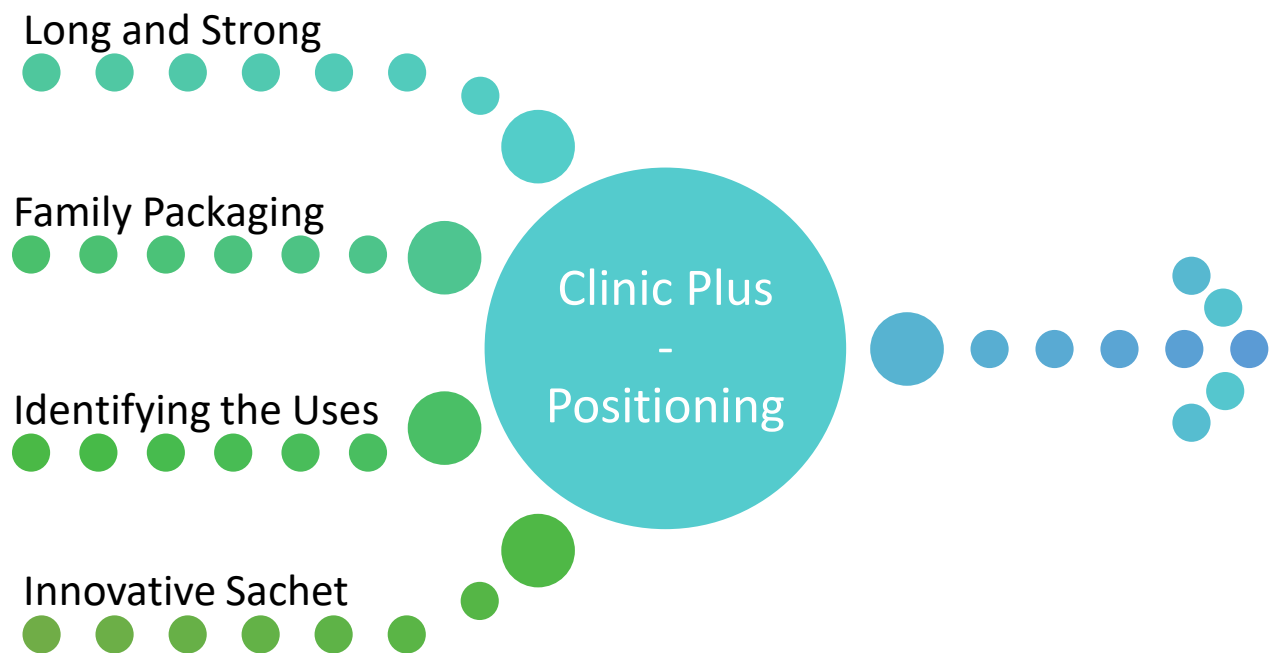 Long and Strong
Family Packaging
Clinic Plus
-
Positioning
Identifying the Uses
Innovative Sachet